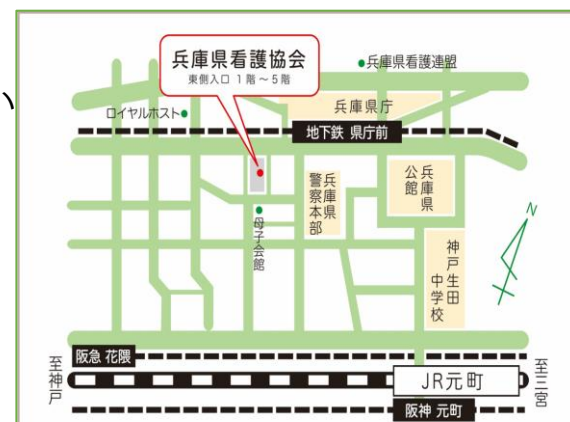 い
兵庫県看護協会
東側入口 1階～5階
兵庫県看護連盟
ロイヤルホスト
兵庫県庁
地下鉄 県庁前
兵庫県
警察本部
兵庫県
公館
母子会館
神戸生田
中学校
N
阪急 花隈
至神戸
JR元町
至三宮
阪神 元町